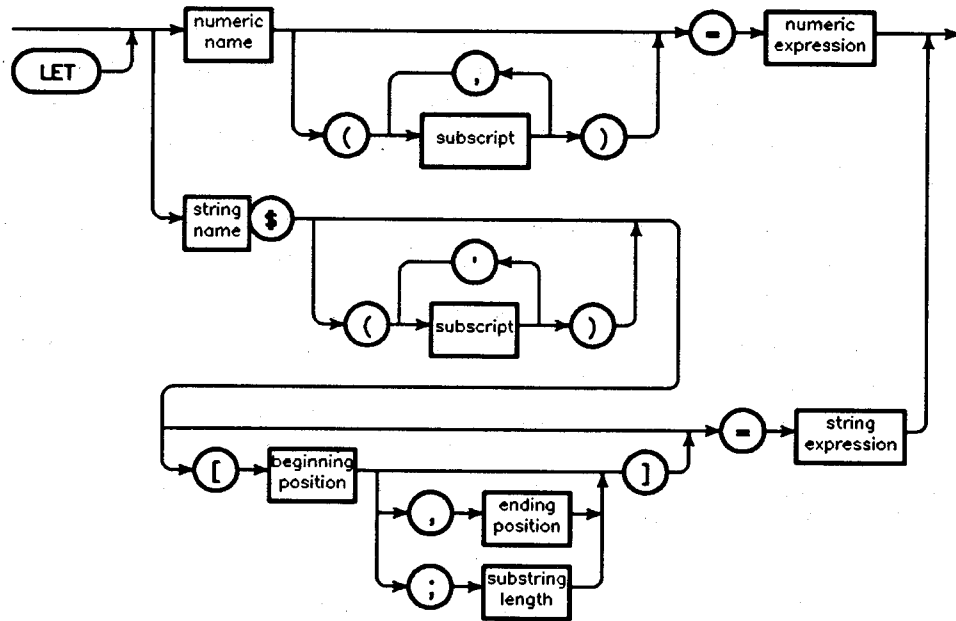 LET
numeric name
=
numeric expression
,
(
subscript
)
string name
$
'
(
subscript
)
=
string expression
[
beginning position
]
,
ending position
;
substring length